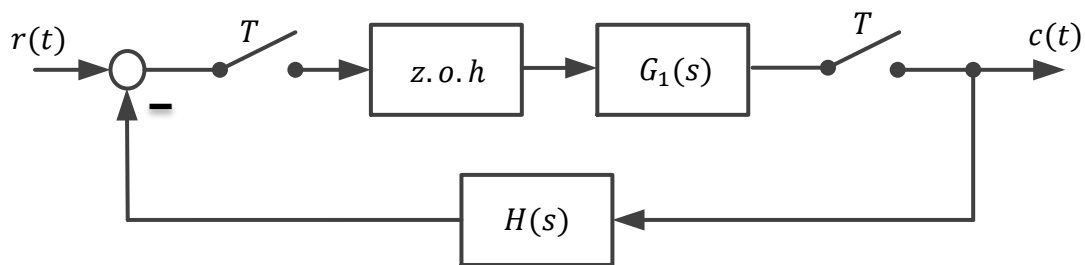 r(t)
T
z.o.h
G₁(s)
T
c(t)
−
H(s)